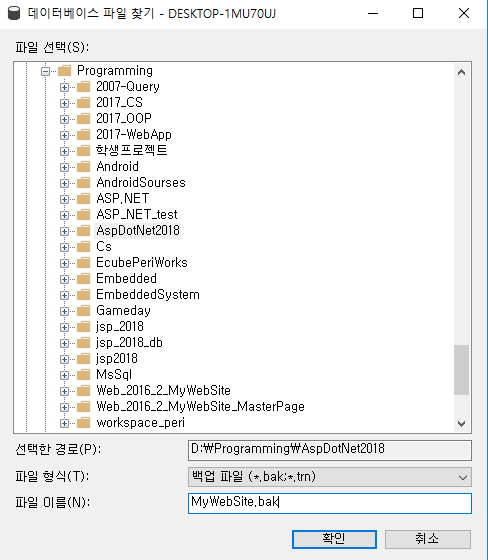 데이터베이스 파일 찾기 - DESKTOP-1MU70UJ
파일 선택(S):
Programming
2007-Query
2017_CS
2017_OOP
2017-WebApp
학생프로젝트
Android
AndroidSourses
ASP.NET
ASP_NET_test
AspDotNet2018
Cs
EcubePeriWorks
Embedded
EmbeddedSystem
Gameday
jsp_2018
jsp_2018_db
jsp2018
MsSql
Web_2016_2_MyWebSite
Web_2016_2_MyWebSite_MasterPage
workspace_peri
선택한 경로(P): D:₩Programming₩AspDotNet2018
파일 형식(T): 백업 파일 (*.bak;*.trn)
파일 이름(N): MyWebSite.bak
확인 취소